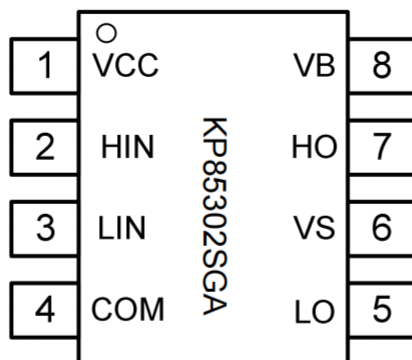 1 VCC VB 8
2 HIN HO 7
3 LIN VS 6
4 COM LO 5
KP85302SGA